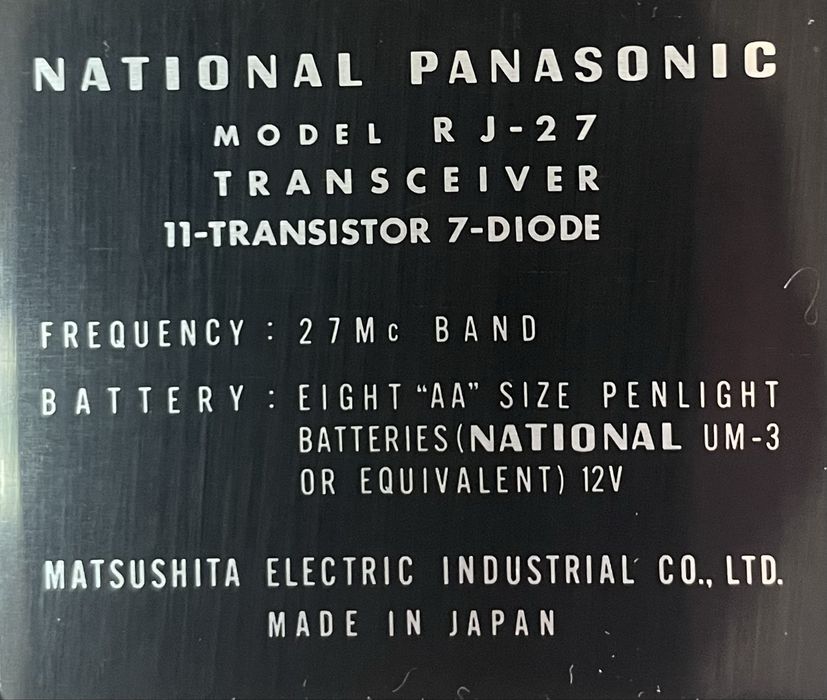 NATIONAL PANASONIC
MODEL RJ-27
TRANSCEIVER
11-TRANSISTOR 7-DIODE
FREQUENCY : 27Mc BAND
BATTERY : EIGHT “AA” SIZE PENLIGHT
BATTERIES (NATIONAL UM-3
OR EQUIVALENT) 12V
MATSUSHITA ELECTRIC INDUSTRIAL CO., LTD.
MADE IN JAPAN